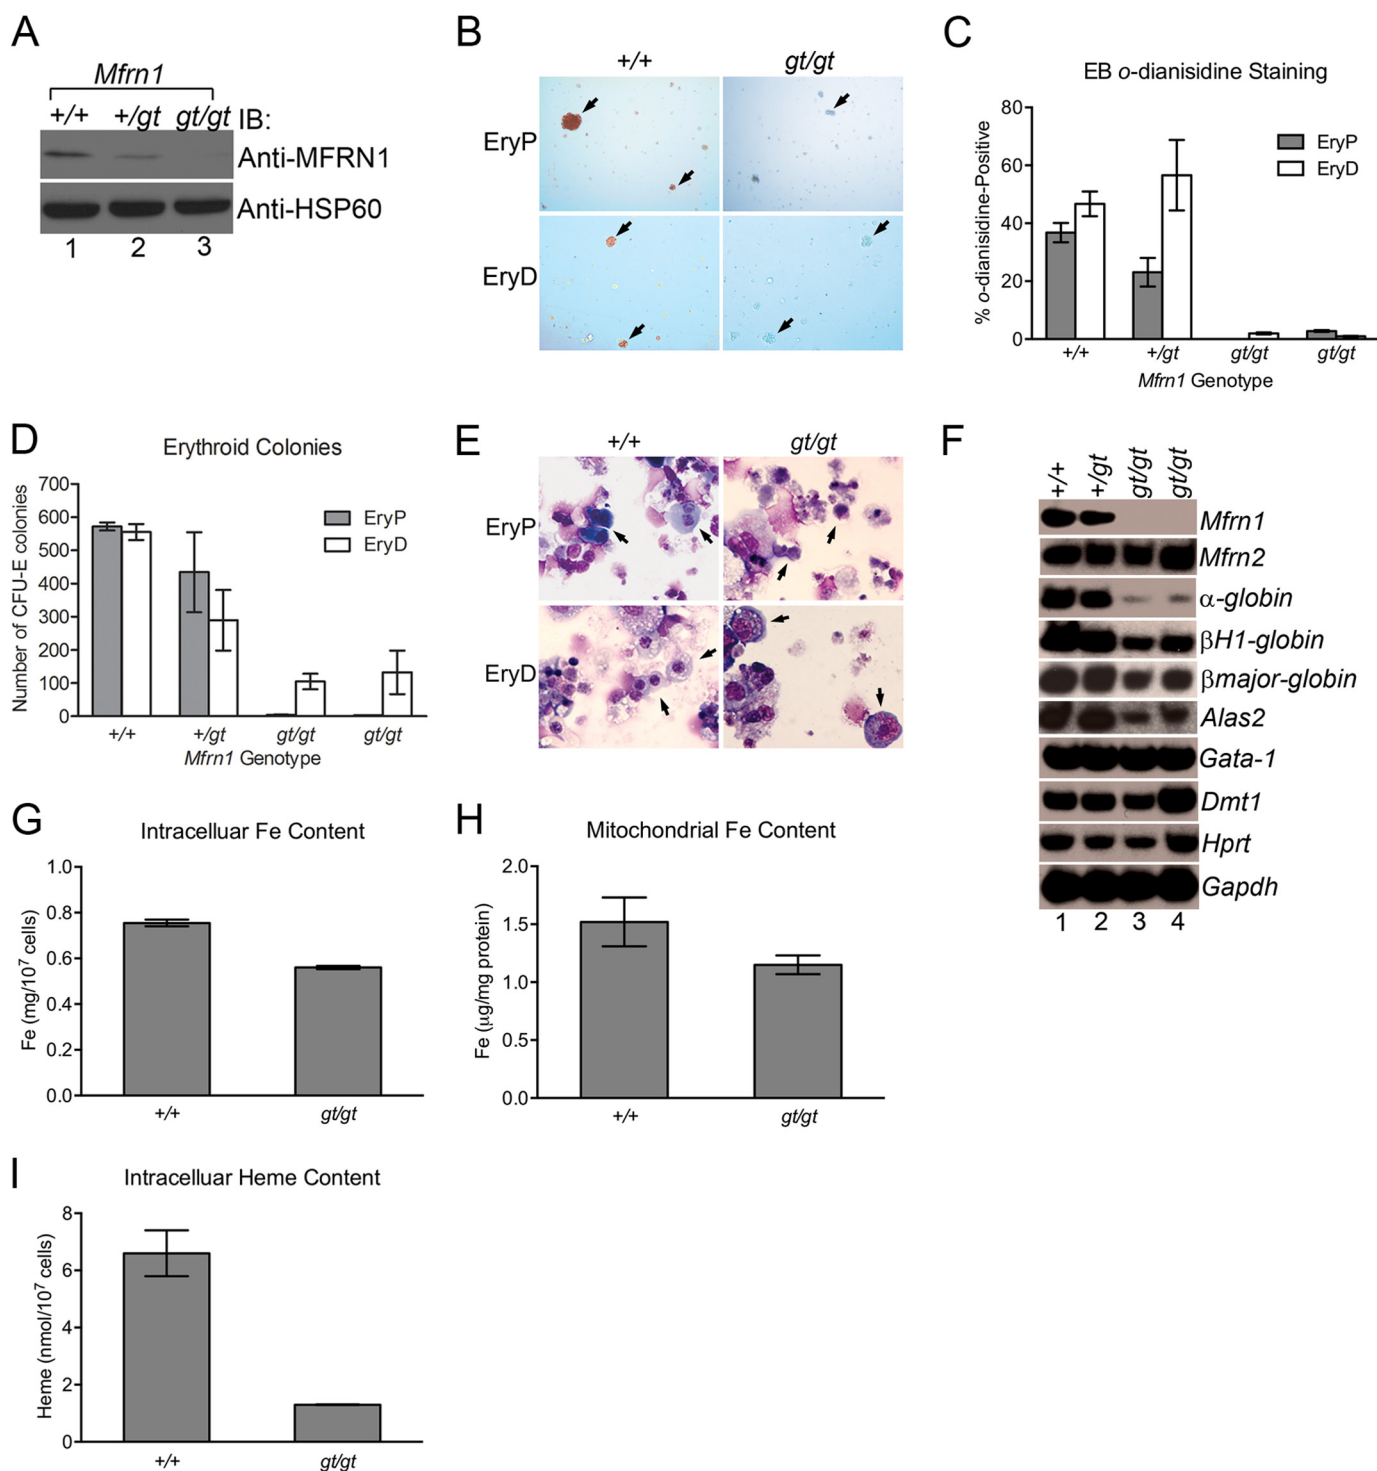 A
Mfrn1
+/+ +/gt gt/gt IB:
Anti-MFRN1
Anti-HSP60
1 2 3
B
+/+ gt/gt
EryP
EryD
C
EB o-dianisidine Staining
% o-dianisidine-Positive
80
60
40
20
0
EryP
EryD
+/+ +/gt gt/gt gt/gt
Mfrn1 Genotype
D
Erythroid Colonies
Number of CFU-E colonies
700
600
500
400
300
200
100
0
EryP
EryD
+/+ +/gt gt/gt gt/gt
Mfrn1 Genotype
E
+/+ gt/gt
EryP
EryD
F
+/+ +/gt gt/gt gt/gt
Mfrn1
Mfrn2
α-globin
βH1-globin
βmajor-globin
Alas2
Gata-1
Dmt1
Hprt
Gapdh
1 2 3 4
G
Intracelluar Fe Content
Fe (mg/10⁷ cells)
1.0
0.8
0.6
0.4
0.2
0.0
+/+ gt/gt
H
Mitochondrial Fe Content
Fe (µg/mg protein)
2.0
1.5
1.0
0.5
0.0
+/+ gt/gt
I
Intracelluar Heme Content
Heme (nmol/10⁷ cells)
8
6
4
2
0
+/+ gt/gt